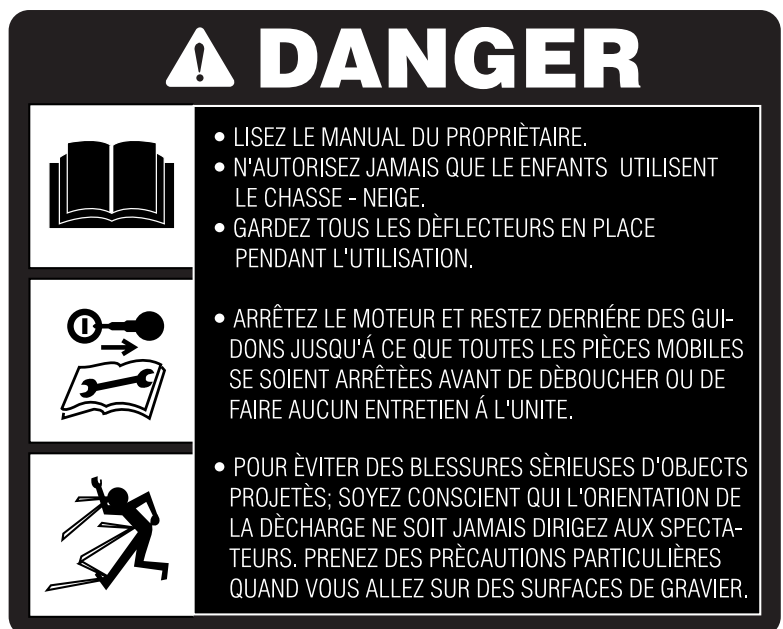 DANGER
• LISEZ LE MANUAL DU PROPRIÈTAIRE.
• N'AUTORISEZ JAMAIS QUE LE ENFANTS UTILISENT
LE CHASSE - NEIGE.
• GARDEZ TOUS LES DÈFLECTEURS EN PLACE
PENDANT L'UTILISATION.
• ARRÊTEZ LE MOTEUR ET RESTEZ DERRIÉRE DES GUI-
DONS JUSQU'Á CE QUE TOUTES LES PIÈCES MOBILES
SE SOIENT ARRÊTÈES AVANT DE DÈBOUCHER OU DE
FAIRE AUCUN ENTRETIEN Á L'UNITE.
• POUR ÈVITER DES BLESSURES SÈRIEUSES D'OBJECTS
PROJETÈS; SOYEZ CONSCIENT QUI L'ORIENTATION DE
LA DÈCHARGE NE SOIT JAMAIS DIRIGEZ AUX SPECTA-
TEURS. PRENEZ DES PRÈCAUTIONS PARTICULIÈRES
QUAND VOUS ALLEZ SUR DES SURFACES DE GRAVIER.